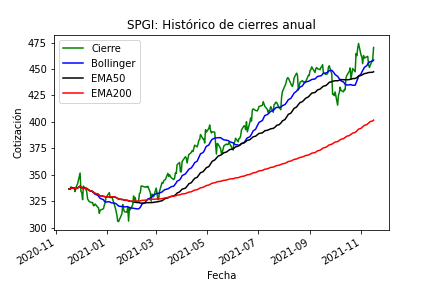 SPGI: Histórico de cierres anual
Cierre
Bollinger
EMA50
EMA200
Cotización
475
450
425
400
375
350
325
300
2020-11
2021-01
2021-03
2021-05
2021-07
2021-09
2021-11
Fecha